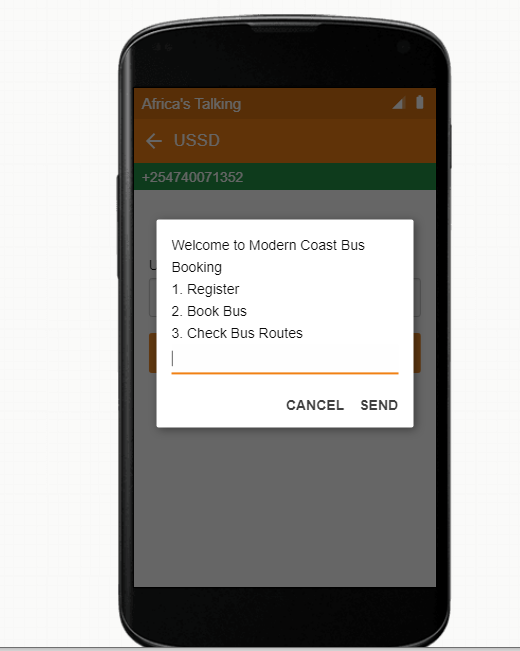 Africa's Talking
USSD
+254740071352
Welcome to Modern Coast Bus
Booking
1. Register
2. Book Bus
3. Check Bus Routes
CANCEL SEND